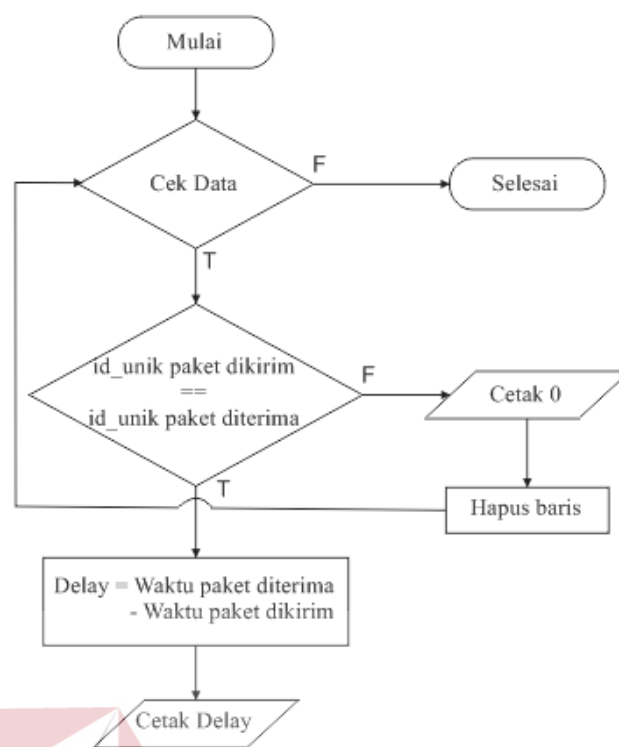 Mulai
Cek Data
F
Selesai
T
id_unik paket dikirim
==
id_unik paket diterima
F
Cetak 0
T
Hapus baris
Delay = Waktu paket diterima
- Waktu paket dikirim
Cetak Delay